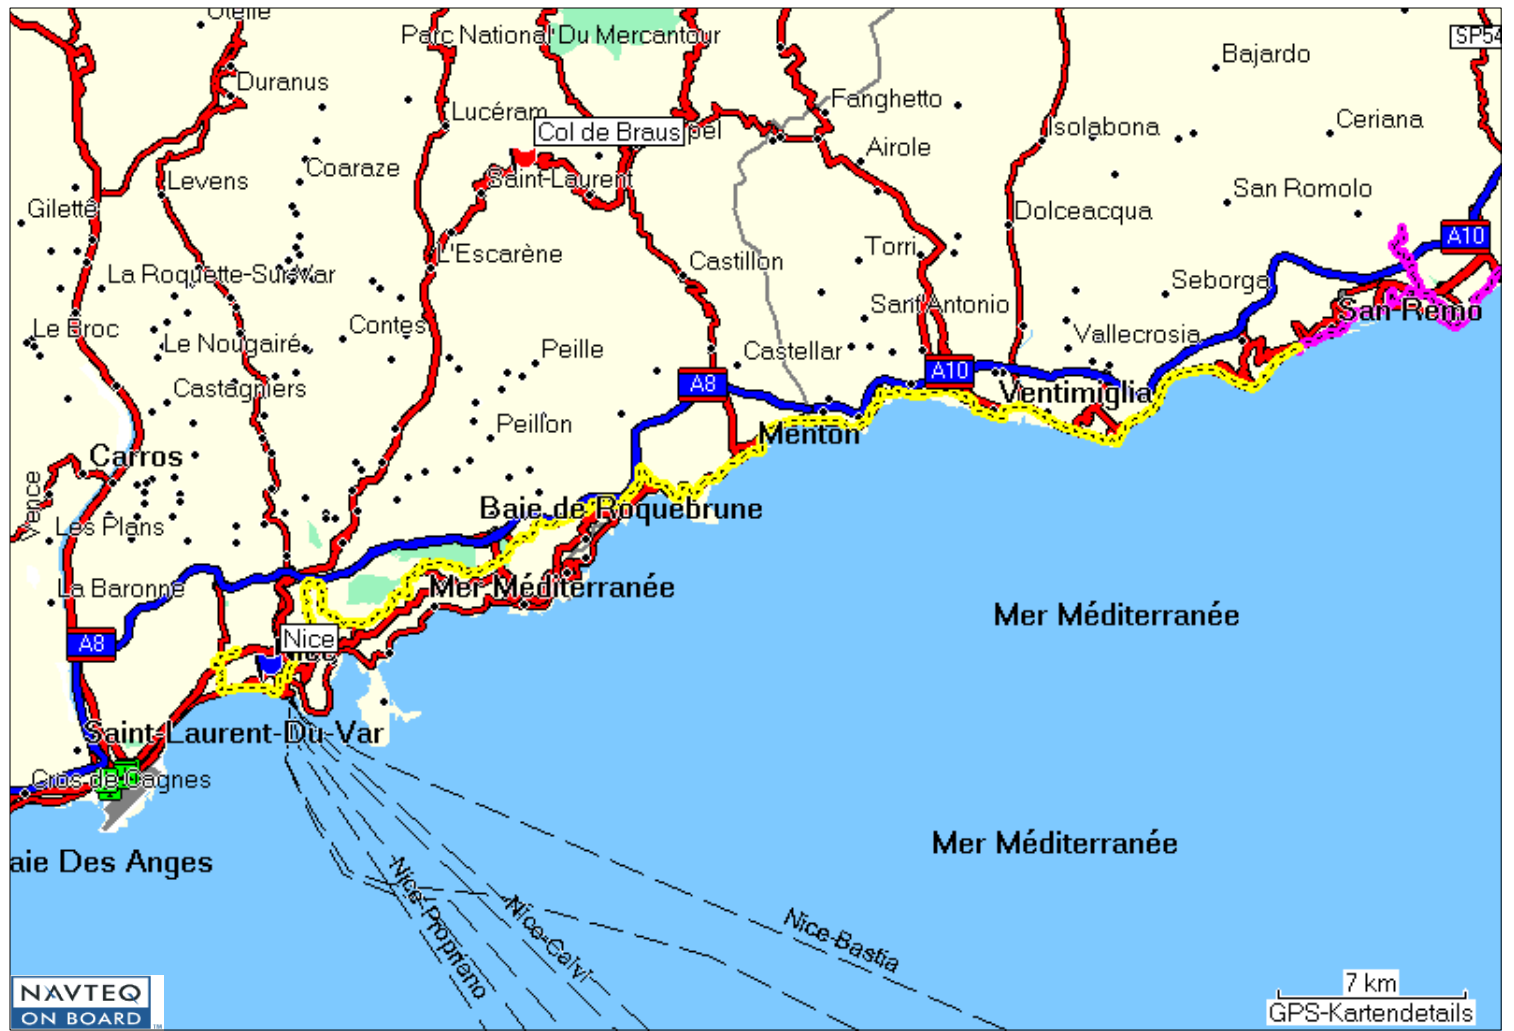 Utelle
Parc National Du Mercantour
SP54
Bajardo
Duranus
Fanghetto
Lucéram
Col de Braus
pel
Isolabona
Ceriana
Airole
Coaraze
Levens
Saint-Laurent
San Romolo
Gilette
Dolceacqua
A10
Torri
L'Escarène
Castillon
La Roquette-Sur-Var
Seborga
Sant'Antonio
San Remo
Contes
Le Broc
Vallecrosia
Le Nougairé
Peille
Castellar
A10
A8
Castagniers
Ventimiglia
Peillon
Menton
Carros
Vence
Baie de Roquebrune
Les Plans
La Baronne
Mer Méditerranée
Mer Méditerranée
A8
Nice
Nice
Saint-Laurent-Du-Var
Cros de Cagnes
Mer Méditerranée
aie Des Anges
Nice-Propriano
Nice-Calvi
Nice-Bastia
7 km
GPS-Kartendetails
NAVTEQ
ON BOARD